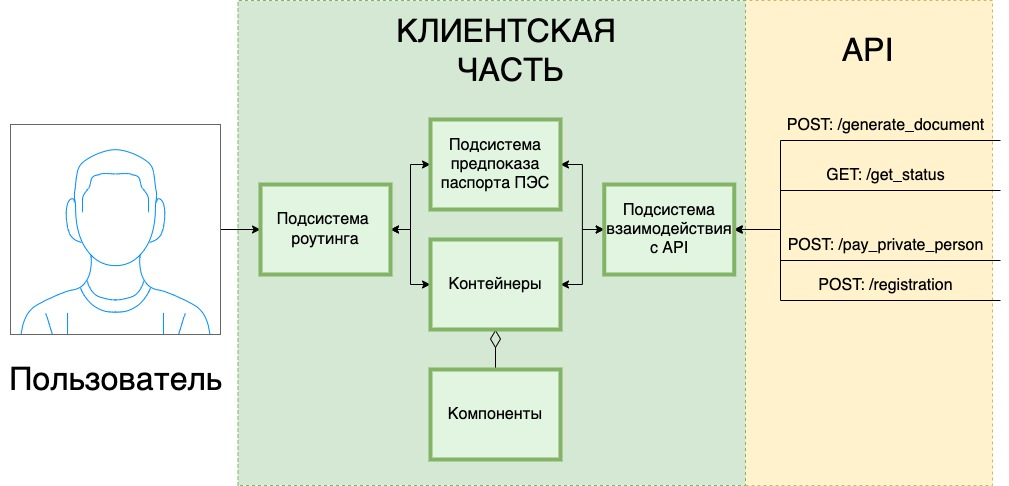 КЛИЕНТСКАЯ
ЧАСТЬ
API
Пользователь
Подсистема
роутинга
Подсистема
предпоказа
паспорта ПЭС
Контейнеры
Компоненты
Подсистема
взаимодействия
с API
POST: /generate_document
GET: /get_status
POST: /pay_private_person
POST: /registration